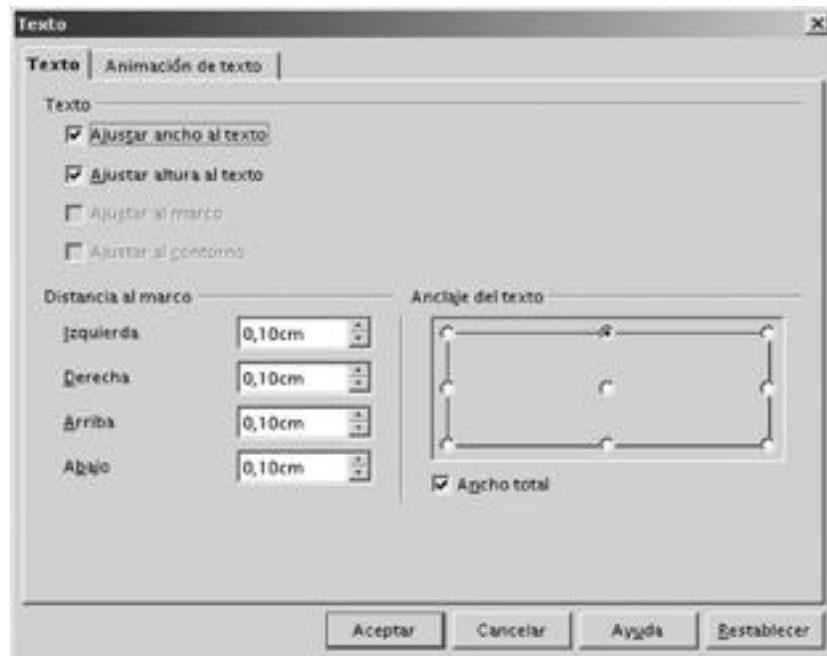 Texto
Texto Animación de texto
Texto
Ajustar ancho al texto
Ajustar altura al texto
Ajustar al marco
Ajustar al contorno
Distancia al marco
Izquierda 0,10cm
Derecha 0,10cm
Arriba 0,10cm
Abajo 0,10cm
Anclaje del texto
Ancho total
Aceptar Cancelar Ayuda Restablecer